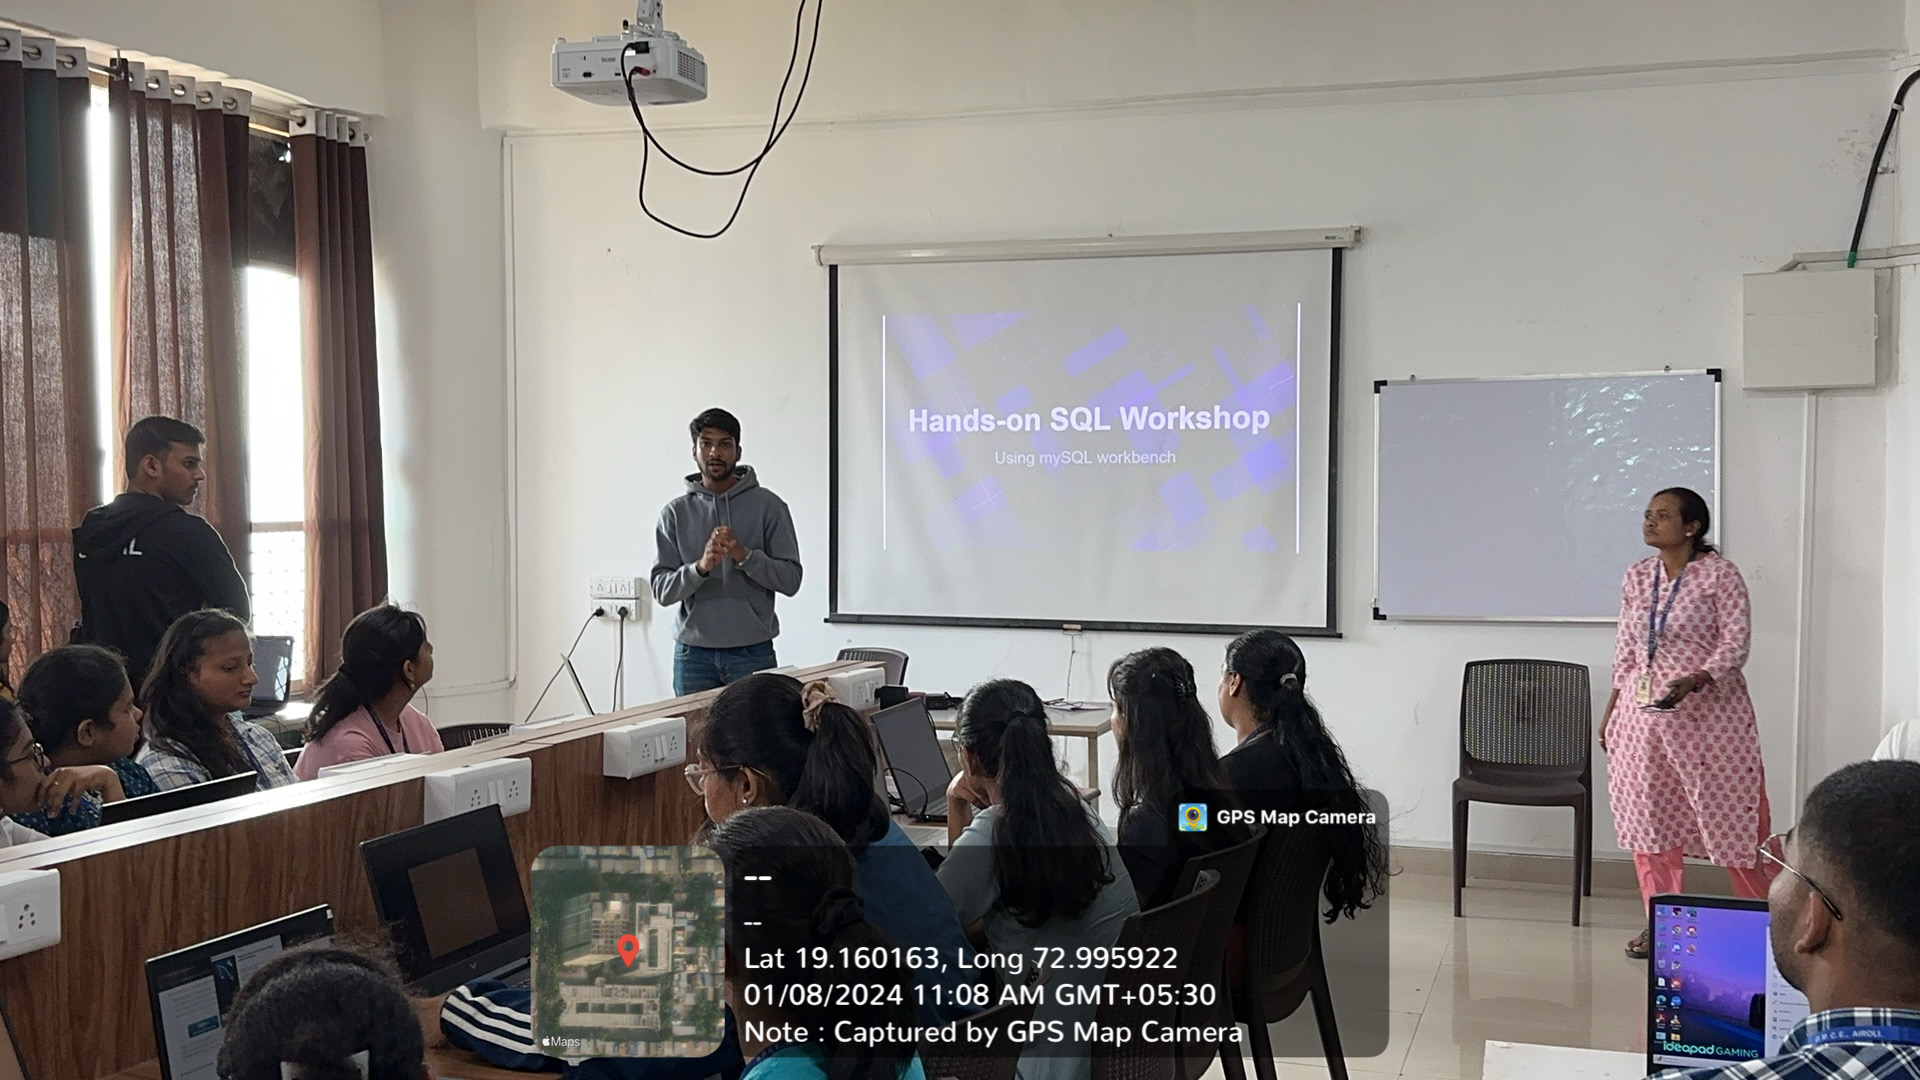 Hands-on SQL Workshop
Using mySQL workbench
GPS Map Camera
--
--
Lat 19.160163, Long 72.995922
01/08/2024 11:08 AM GMT+05:30
Note : Captured by GPS Map Camera
Maps
ideapad GAMING